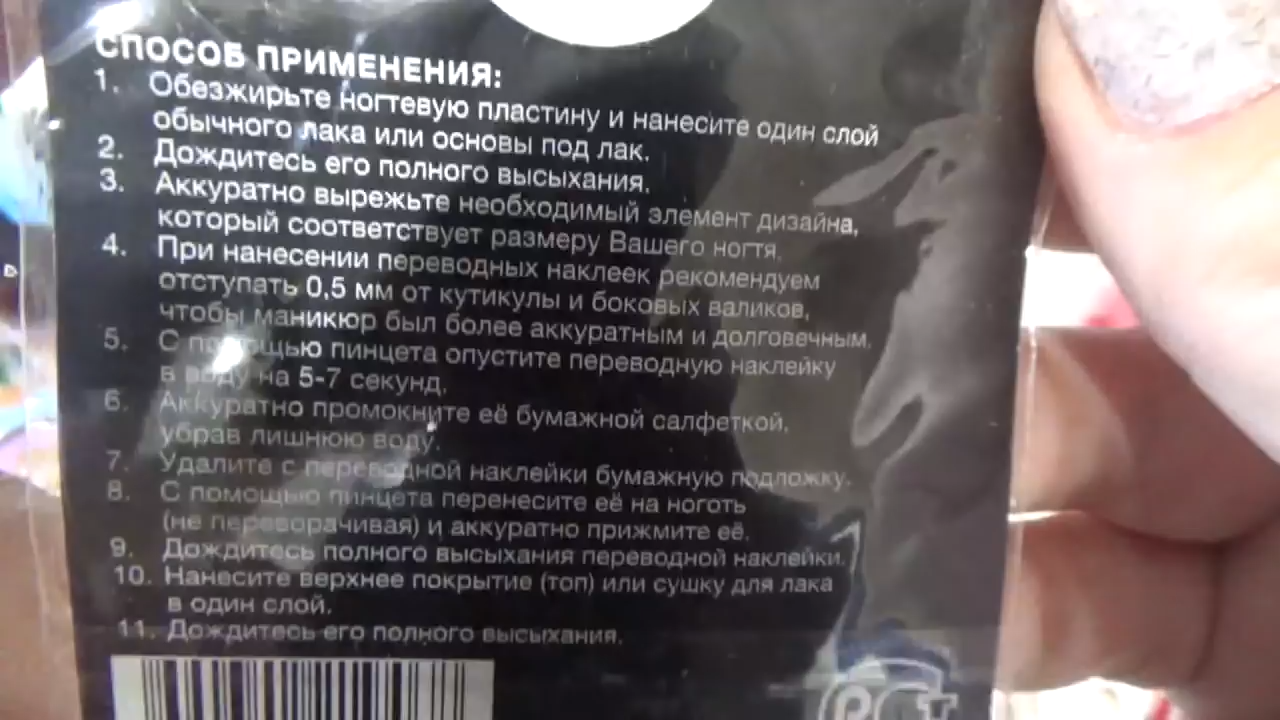 СПОСОБ ПРИМЕНЕНИЯ:
1. Обезжирьте ногтевую пластину и нанесите один слой
обычного лака или основы под лак.
2. Дождитесь его полного высыхания.
3. Аккуратно вырежьте необходимый элемент дизайна,
который соответствует размеру Вашего ногтя.
4. При нанесении переводных наклеек рекомендуем
отступать 0,5 мм от кутикулы и боковых валиков,
чтобы маникюр был более аккуратным и долговечным.
5. С помощью пинцета опустите переводную наклейку
в воду на 5-7 секунд.
6. Аккуратно промокните её бумажной салфеткой,
убрав лишнюю воду.
7. Удалите с переводной наклейки бумажную подложку.
8. С помощью пинцета перенесите её на ноготь
(не переворачивая) и аккуратно прижмите её.
9. Дождитесь полного высыхания переводной наклейки.
10. Нанесите верхнее покрытие (топ) или сушку для лака
в один слой.
11. Дождитесь его полного высыхания.